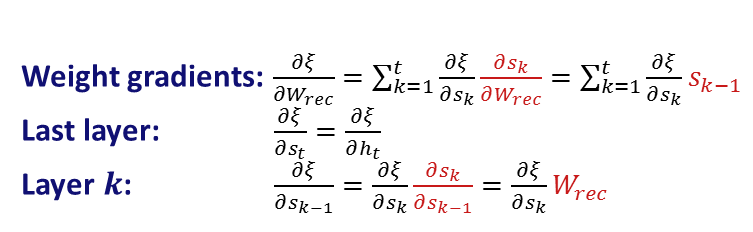 Weight gradients: ∂ξ/∂W_rec = Σ_{k=1}^{t} ∂ξ/∂s_k ∂s_k/∂W_rec = Σ_{k=1}^{t} ∂ξ/∂s_k s_{k−1}
Last layer: ∂ξ/∂s_t = ∂ξ/∂h_t
Layer k: ∂ξ/∂s_{k−1} = ∂ξ/∂s_k ∂s_k/∂s_{k−1} = ∂ξ/∂s_k W_rec